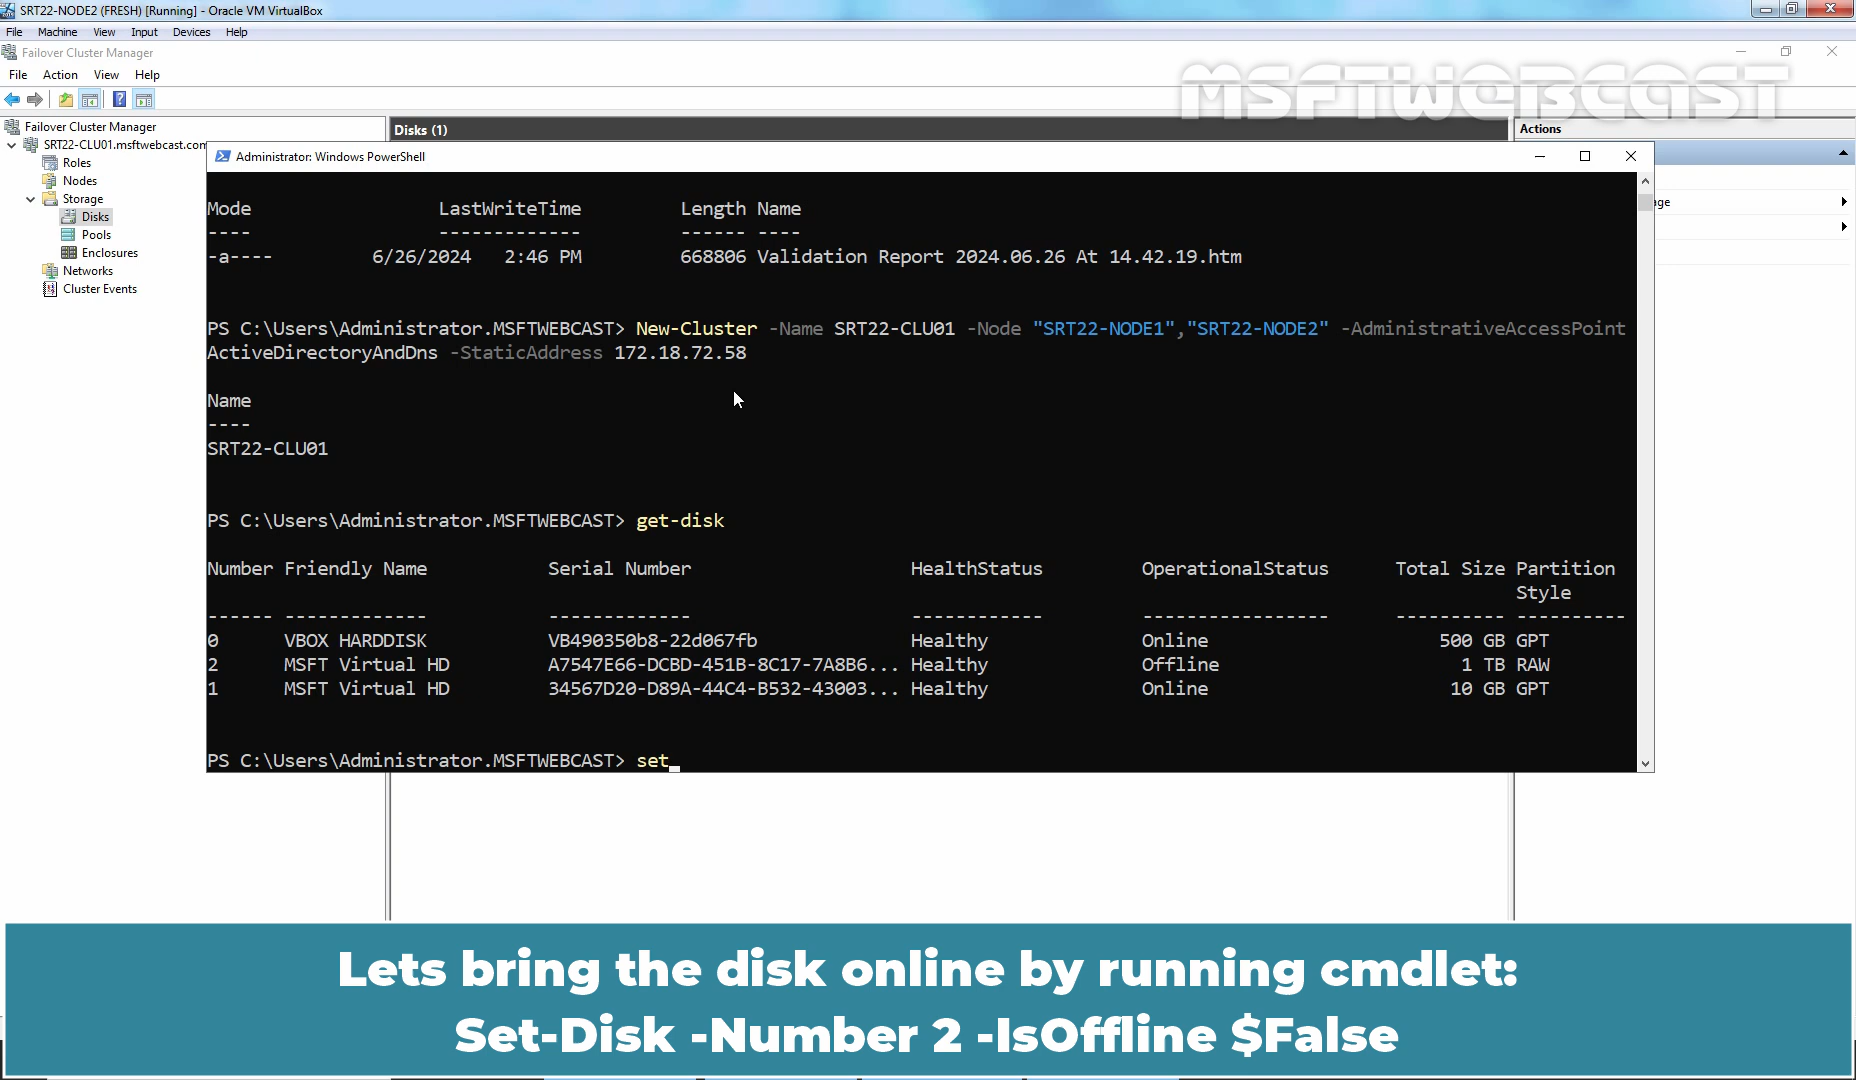 SRT22-NODE2 (FRESH) [Running] - Oracle VM VirtualBox
File Machine View Input Devices Help
Failover Cluster Manager
File Action View Help
MSFTWEBCAST
Failover Cluster Manager
SRT22-CLU01.msftwebcast.com
Roles
Nodes
Storage
Disks
Pools
Enclosures
Networks
Cluster Events
Disks (1)
Actions
Administrator: Windows PowerShell
Mode LastWriteTime Length Name
---- ------------- ------ ----
-a---- 6/26/2024 2:46 PM 668806 Validation Report 2024.06.26 At 14.42.19.htm
PS C:\Users\Administrator.MSFTWEBCAST> New-Cluster -Name SRT22-CLU01 -Node "SRT22-NODE1","SRT22-NODE2" -AdministrativeAccessPoint
ActiveDirectoryAndDns -StaticAddress 172.18.72.58
Name
----
SRT22-CLU01
PS C:\Users\Administrator.MSFTWEBCAST> get-disk
Number Friendly Name Serial Number HealthStatus OperationalStatus Total Size Partition
Style
------ ------------- ------------- ------------ ----------------- ---------- ----------
0 VBOX HARDDISK VB490350b8-22d067fb Healthy Online 500 GB GPT
2 MSFT Virtual HD A7547E66-DCBD-451B-8C17-7A8B6... Healthy Offline 1 TB RAW
1 MSFT Virtual HD 34567D20-D89A-44C4-B532-43003... Healthy Online 10 GB GPT
PS C:\Users\Administrator.MSFTWEBCAST> set_
Lets bring the disk online by running cmdlet:
Set-Disk -Number 2 -IsOffline $False